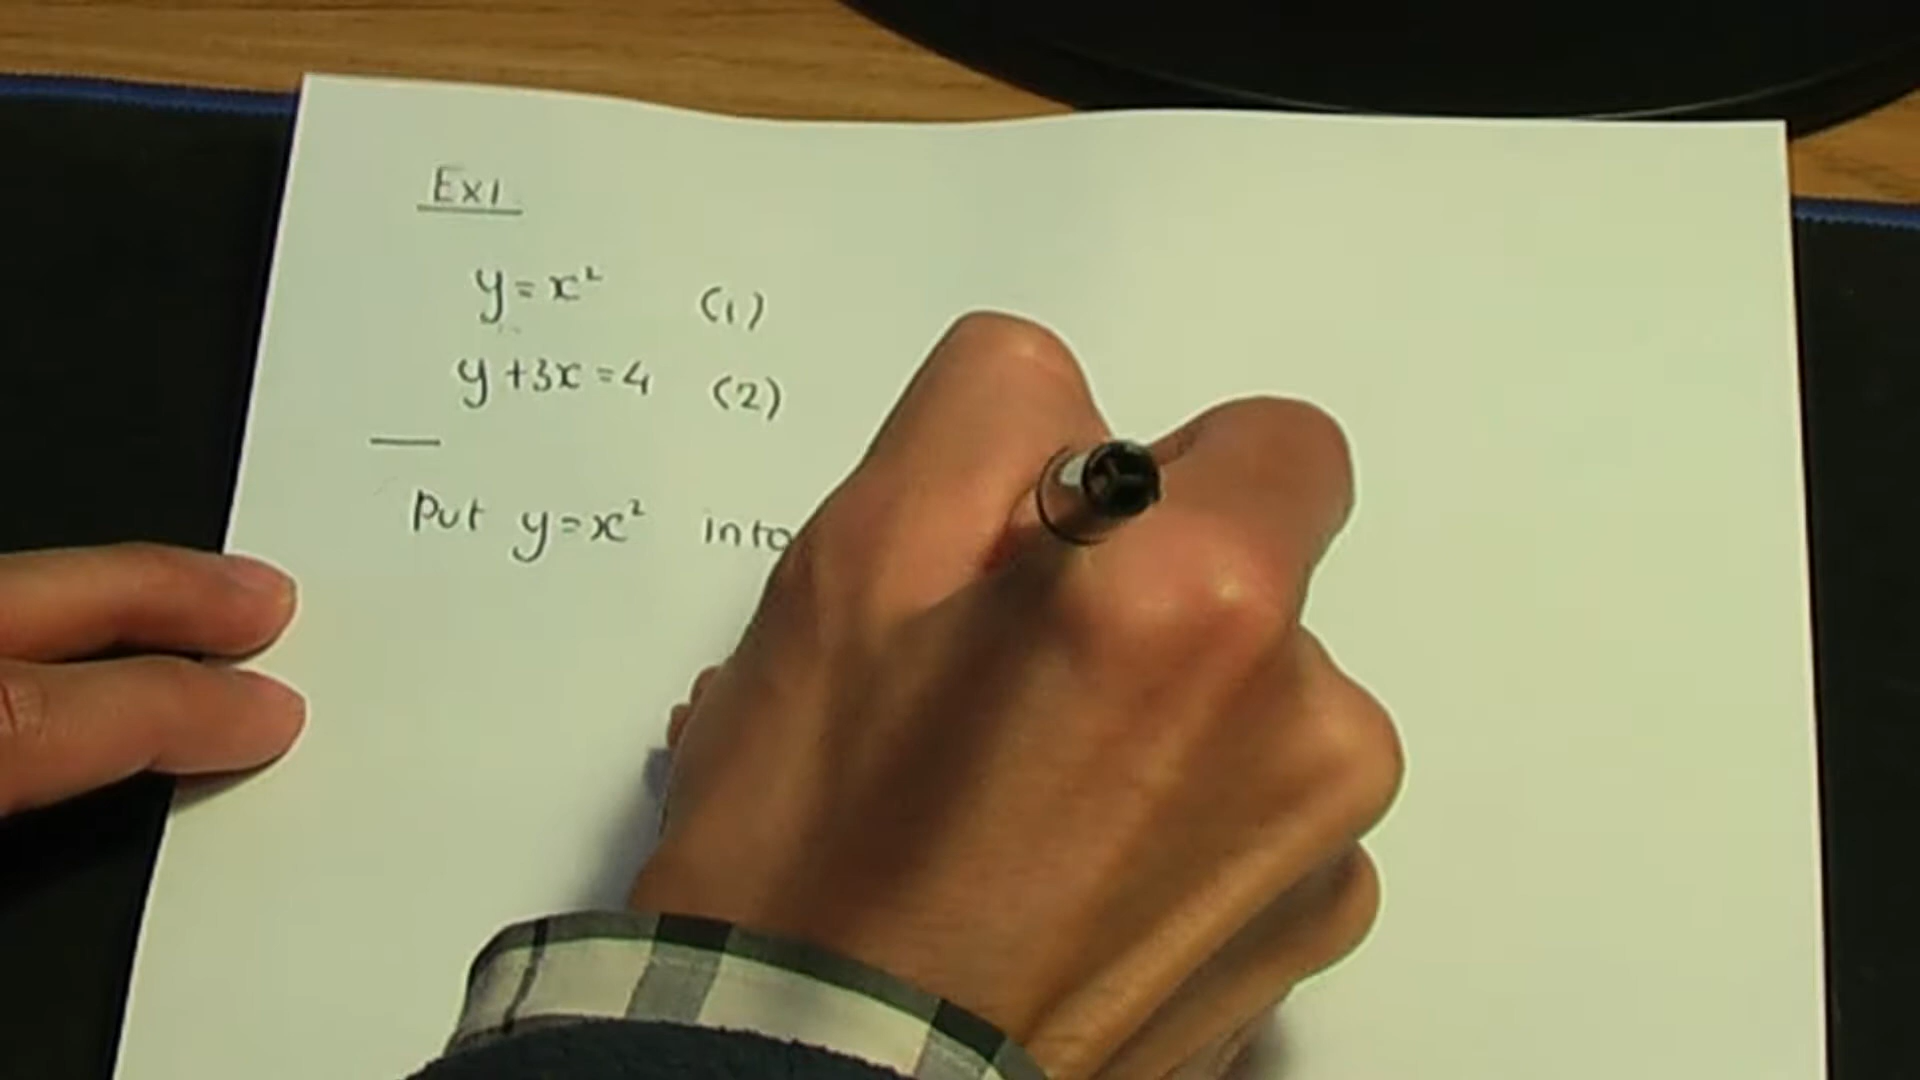 Ex1
y = x² (1)
y + 3x = 4 (2)
Put y = x² into